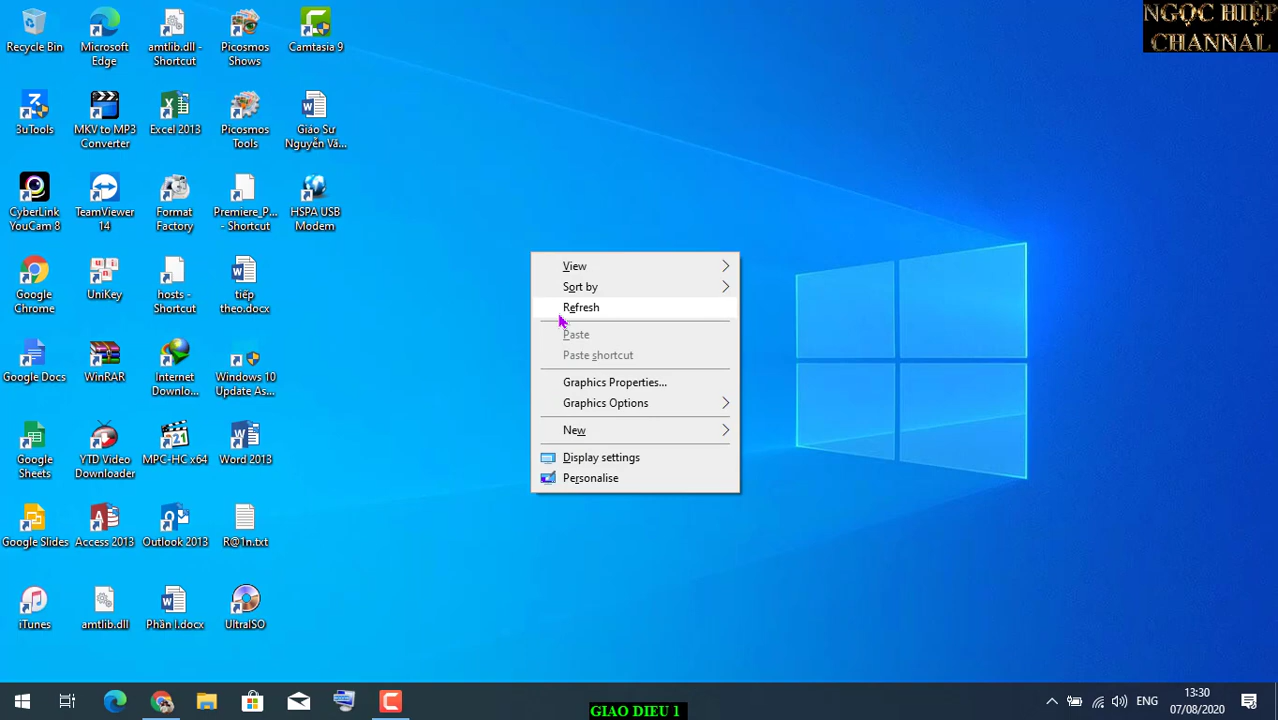 NGỌC HIỆP
CHANNAL
Recycle Bin
Microsoft
Edge
amtlib.dll -
Shortcut
Picosmos
Shows
Camtasia 9
3uTools
MKV to MP3
Converter
Excel 2013
Picosmos
Tools
Giáo Sư
Nguyễn Vă...
CyberLink
YouCam 8
TeamViewer
14
Format
Factory
Premiere_P...
- Shortcut
HSPA USB
Modem
Google
Chrome
UniKey
hosts -
Shortcut
tiếp
theo.docx
Google Docs
WinRAR
Internet
Downlo...
Windows 10
Update As...
Google
Sheets
YTD Video
Downloader
MPC-HC x64
Word 2013
Google Slides
Access 2013
Outlook 2013
R@1n.txt
iTunes
amtlib.dll
Phần I.docx
UltraISO
View
Sort by
Refresh
Paste
Paste shortcut
Graphics Properties...
Graphics Options
New
Display settings
Personalise
ENG
13:30
07/08/2020
GIAO DIEU 1